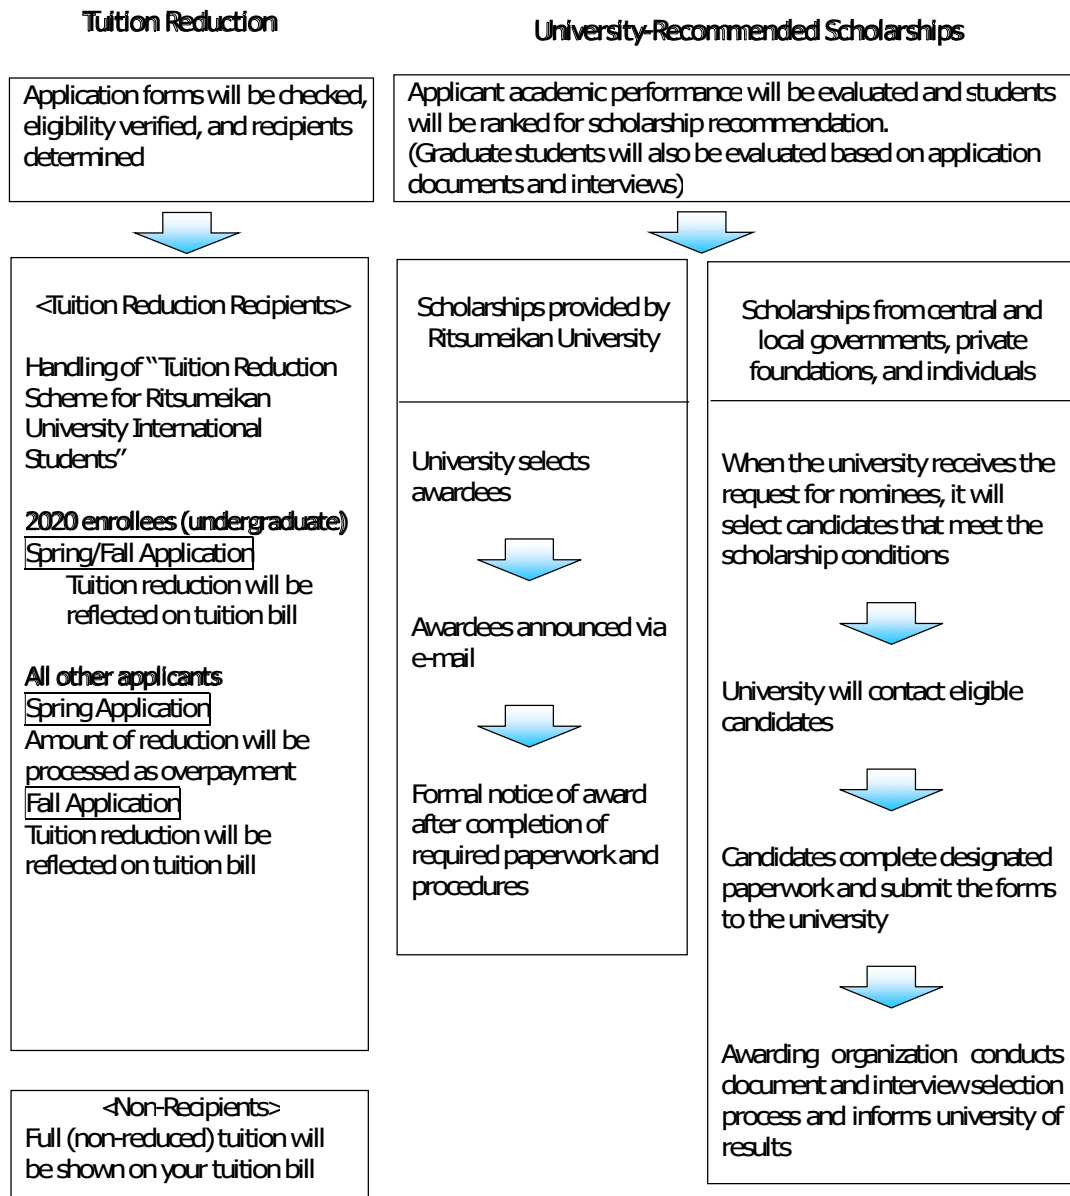 Tuition Reduction
University-Recommended Scholarships
Application forms will be checked,
eligibility verified, and recipients
determined
Applicant academic performance will be evaluated and students
will be ranked for scholarship recommendation.
(Graduate students will also be evaluated based on application
documents and interviews)
<Tuition Reduction Recipients>
Handling of “Tuition Reduction
Scheme for Ritsumeikan
University International
Students”
2020 enrollees (undergraduate)
Spring/Fall Application
Tuition reduction will be
reflected on tuition bill
All other applicants
Spring Application
Amount of reduction will be
processed as overpayment
Fall Application
Tuition reduction will be
reflected on tuition bill
<Non-Recipients>
Full (non-reduced) tuition will
be shown on your tuition bill
Scholarships provided by
Ritsumeikan University
University selects
awardees
Awardees announced via
e-mail
Formal notice of award
after completion of
required paperwork and
procedures
Scholarships from central and
local governments, private
foundations, and individuals
When the university receives the
request for nominees, it will
select candidates that meet the
scholarship conditions
University will contact eligible
candidates
Candidates complete designated
paperwork and submit the forms
to the university
Awarding organization conducts
document and interview selection
process and informs university of
results